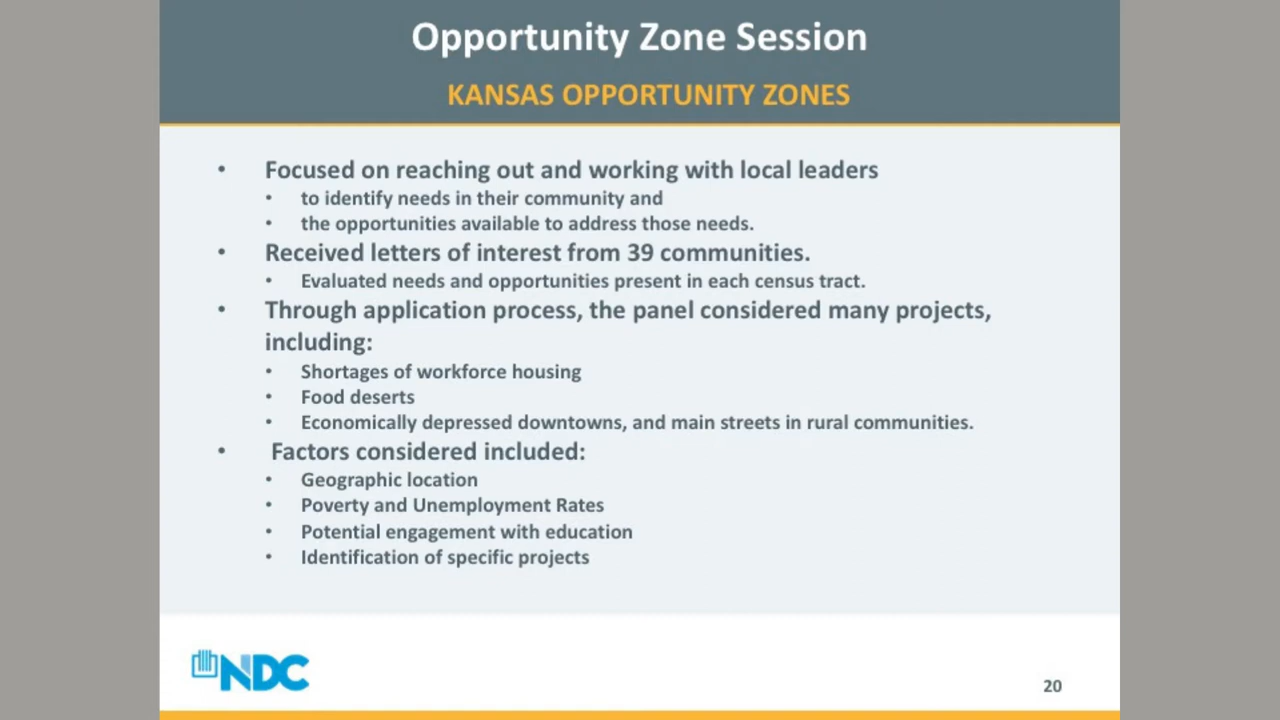 Opportunity Zone Session
KANSAS OPPORTUNITY ZONES
• Focused on reaching out and working with local leaders
• to identify needs in their community and
• the opportunities available to address those needs.
• Received letters of interest from 39 communities.
• Evaluated needs and opportunities present in each census tract.
• Through application process, the panel considered many projects,
including:
• Shortages of workforce housing
• Food deserts
• Economically depressed downtowns, and main streets in rural communities.
• Factors considered included:
• Geographic location
• Poverty and Unemployment Rates
• Potential engagement with education
• Identification of specific projects
NDC
20